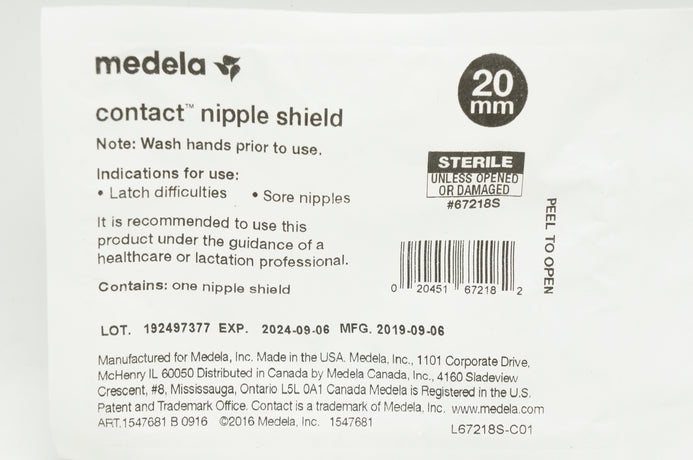 medela
20
mm
contact™ nipple shield
Note: Wash hands prior to use.
STERILE
UNLESS OPENED
OR DAMAGED
#67218S
Indications for use:
• Latch difficulties • Sore nipples
It is recommended to use this
product under the guidance of a
healthcare or lactation professional.
Contains: one nipple shield
PEEL TO OPEN
0 20451 67218 2
LOT. 192497377 EXP. 2024-09-06 MFG. 2019-09-06
Manufactured for Medela, Inc. Made in the USA. Medela, Inc., 1101 Corporate Drive,
McHenry IL 60050 Distributed in Canada by Medela Canada, Inc., 4160 Sladeview
Crescent, #8, Mississauga, Ontario L5L 0A1 Canada Medela is Registered in the U.S.
Patent and Trademark Office. Contact is a trademark of Medela, Inc. www.medela.com
ART.1547681 B 0916 ©2016 Medela, Inc. 1547681
L67218S-C01